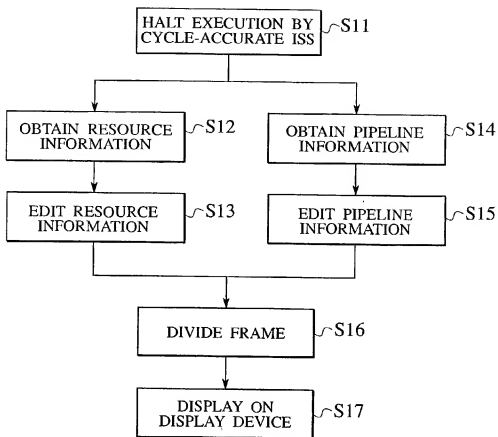 HALT EXECUTION BY
CYCLE-ACCURATE ISS
S11
OBTAIN RESOURCE
INFORMATION
S12
OBTAIN PIPELINE
INFORMATION
S14
EDIT RESOURCE
INFORMATION
S13
EDIT PIPELINE
INFORMATION
S15
DIVIDE FRAME
S16
DISPLAY ON
DISPLAY DEVICE
S17